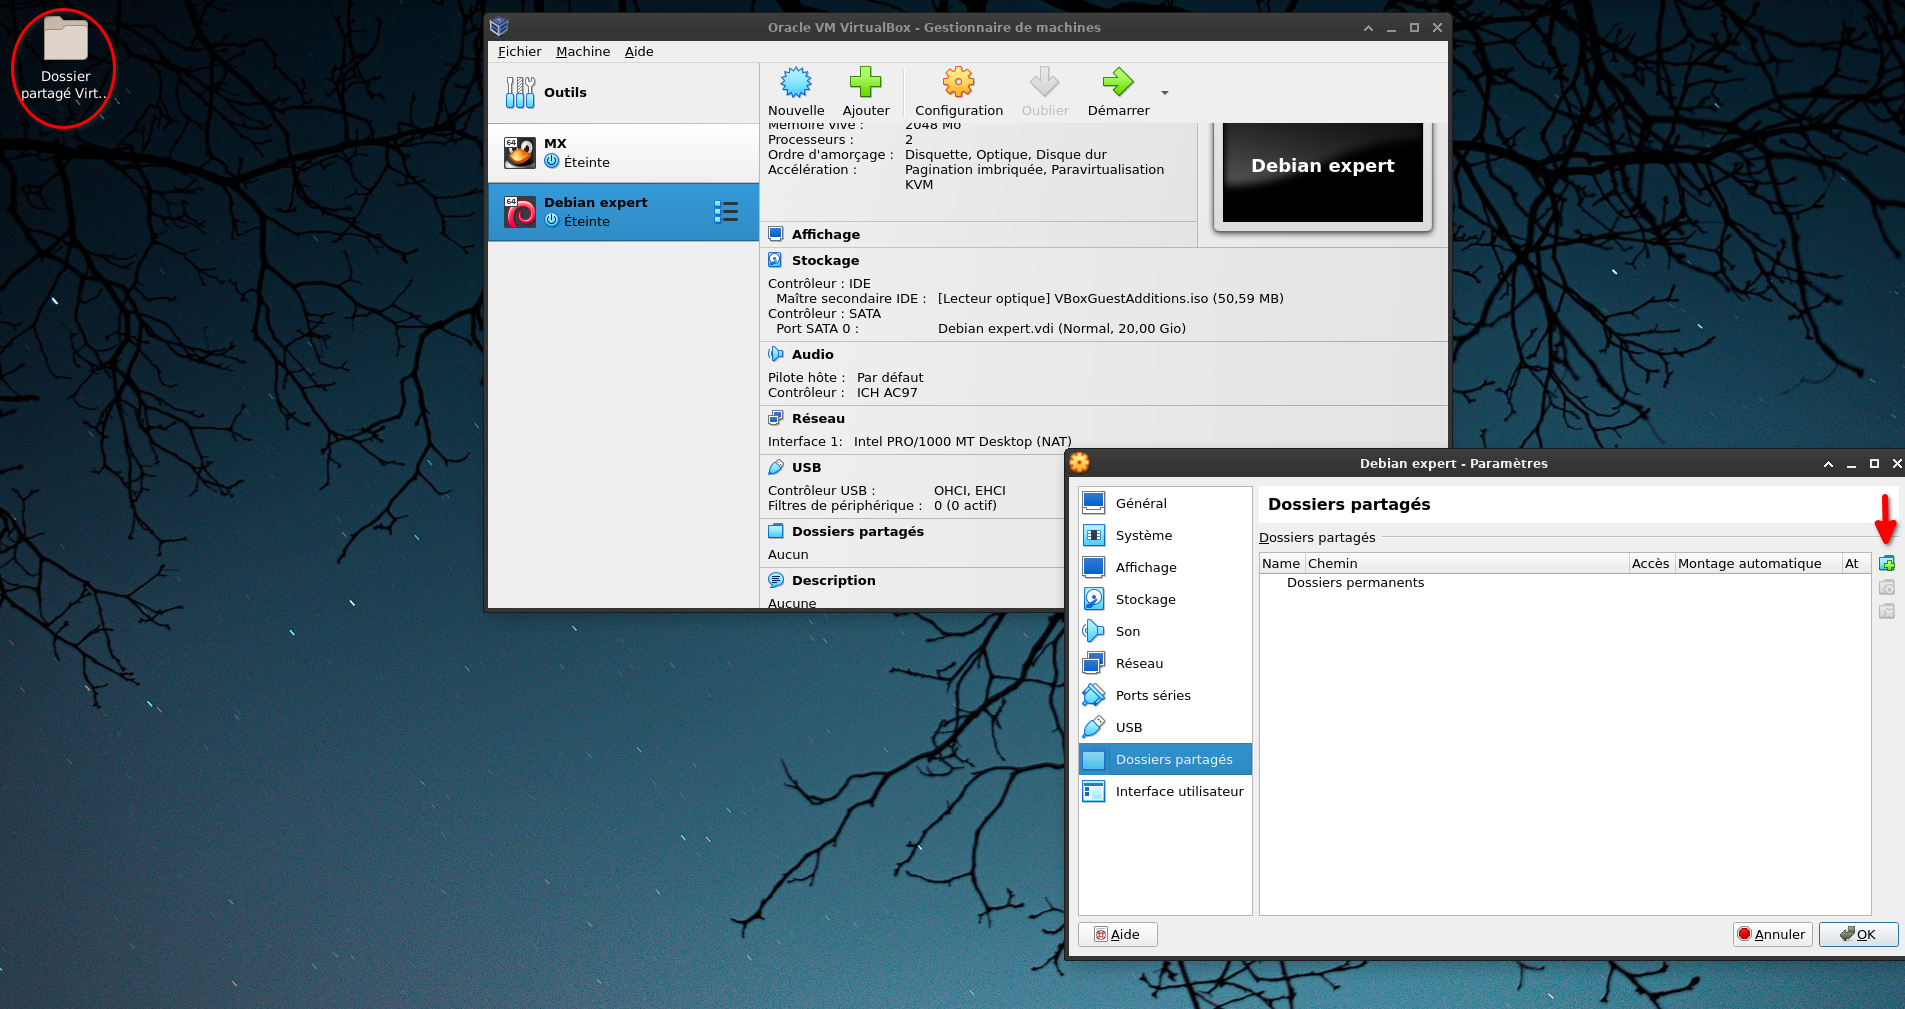 Dossier
partagé Virt...
Oracle VM VirtualBox - Gestionnaire de machines
Fichier Machine Aide
Outils
Nouvelle Ajouter Configuration Oublier Démarrer
64 MX
Éteinte
64 Debian expert
Éteinte
Mémoire vive : 2048 Mo
Processeurs : 2
Ordre d'amorçage : Disquette, Optique, Disque dur
Accélération : Pagination imbriquée, Paravirtualisation
KVM
Debian expert
Affichage
Stockage
Contrôleur : IDE
Maître secondaire IDE : [Lecteur optique] VBoxGuestAdditions.iso (50,59 MB)
Contrôleur : SATA
Port SATA 0 : Debian expert.vdi (Normal, 20,00 Gio)
Audio
Pilote hôte : Par défaut
Contrôleur : ICH AC97
Réseau
Interface 1: Intel PRO/1000 MT Desktop (NAT)
USB
Contrôleur USB : OHCI, EHCI
Filtres de périphérique : 0 (0 actif)
Dossiers partagés
Aucun
Description
Aucune
Debian expert - Paramètres
Général
Système
Affichage
Stockage
Son
Réseau
Ports séries
USB
Dossiers partagés
Interface utilisateur
Dossiers partagés
Dossiers partagés
Name Chemin Accès Montage automatique At
Dossiers permanents
Aide Annuler OK